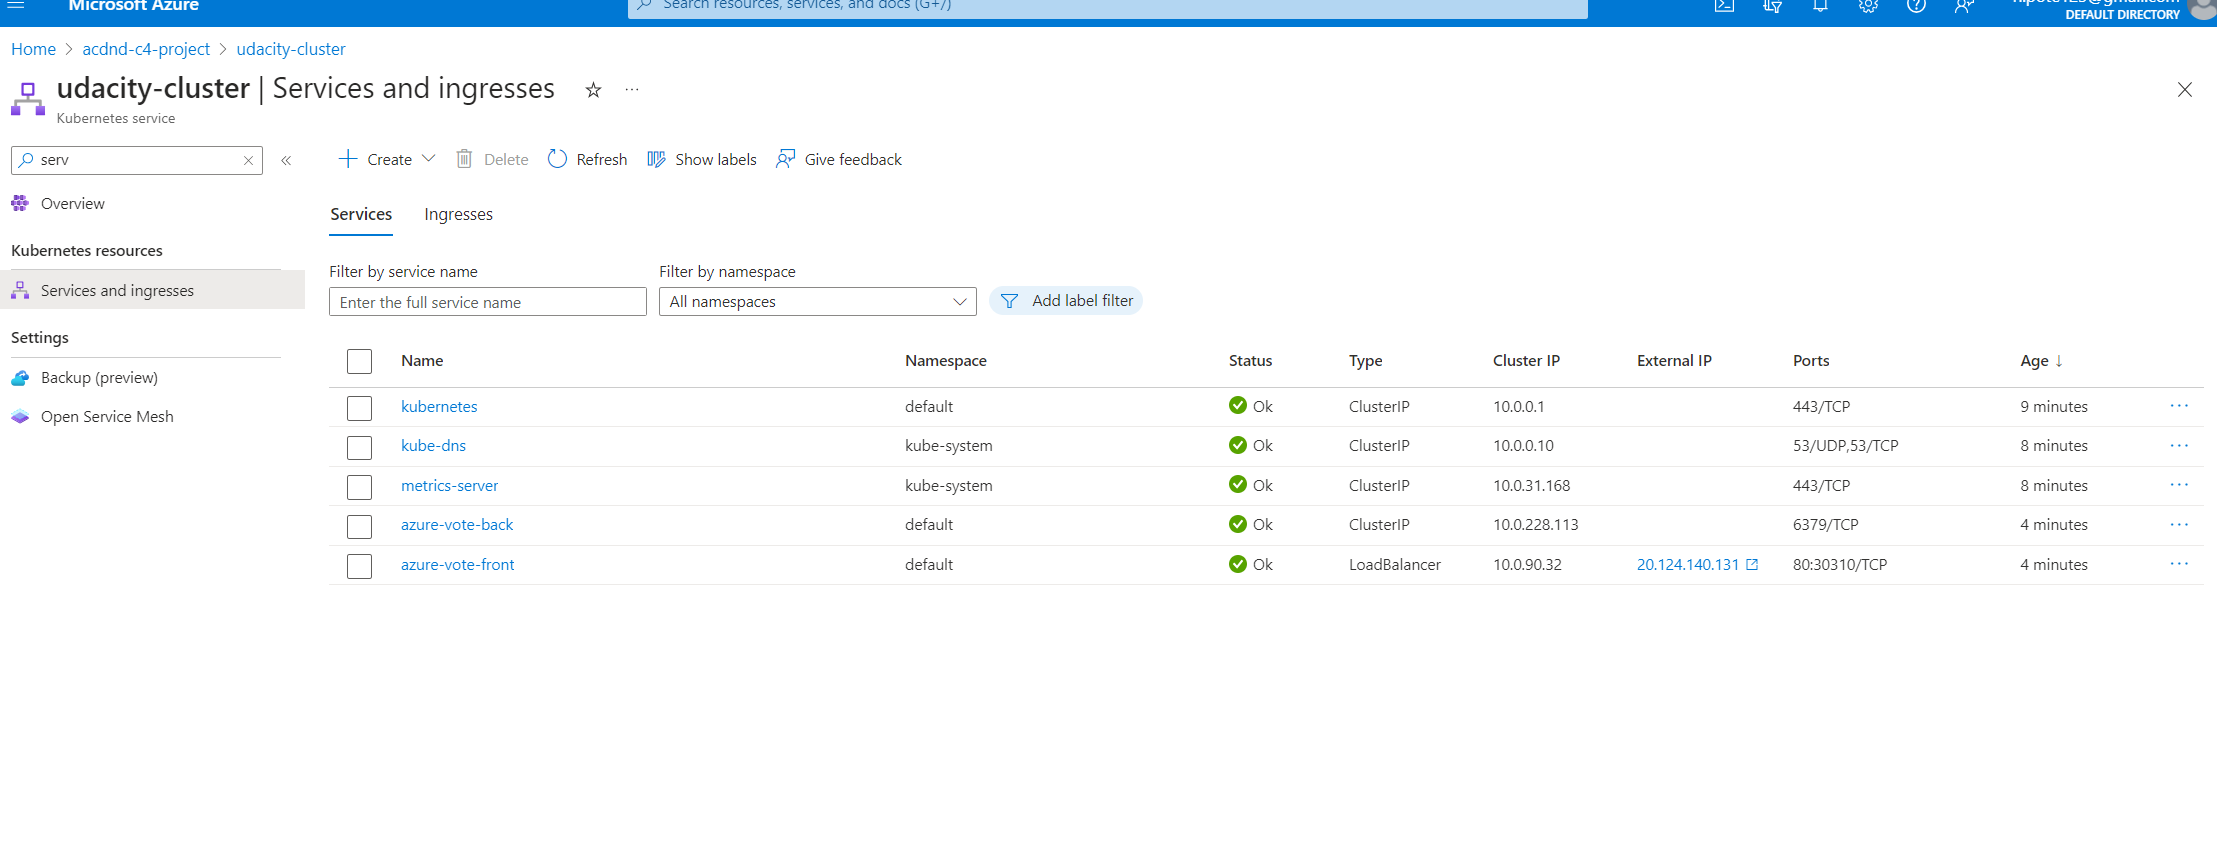 Microsoft Azure
Search resources, services, and docs (G+/)
DEFAULT DIRECTORY
Home > acdnd-c4-project > udacity-cluster
udacity-cluster | Services and ingresses
Kubernetes service
serv
Create
Delete
Refresh
Show labels
Give feedback
Overview
Kubernetes resources
Services and ingresses
Settings
Backup (preview)
Open Service Mesh
Services Ingresses
Filter by service name
Enter the full service name
Filter by namespace
All namespaces
Add label filter
Name Namespace Status Type Cluster IP External IP Ports Age ↓
kubernetes default Ok ClusterIP 10.0.0.1 443/TCP 9 minutes
kube-dns kube-system Ok ClusterIP 10.0.0.10 53/UDP,53/TCP 8 minutes
metrics-server kube-system Ok ClusterIP 10.0.31.168 443/TCP 8 minutes
azure-vote-back default Ok ClusterIP 10.0.228.113 6379/TCP 4 minutes
azure-vote-front default Ok LoadBalancer 10.0.90.32 20.124.140.131 80:30310/TCP 4 minutes